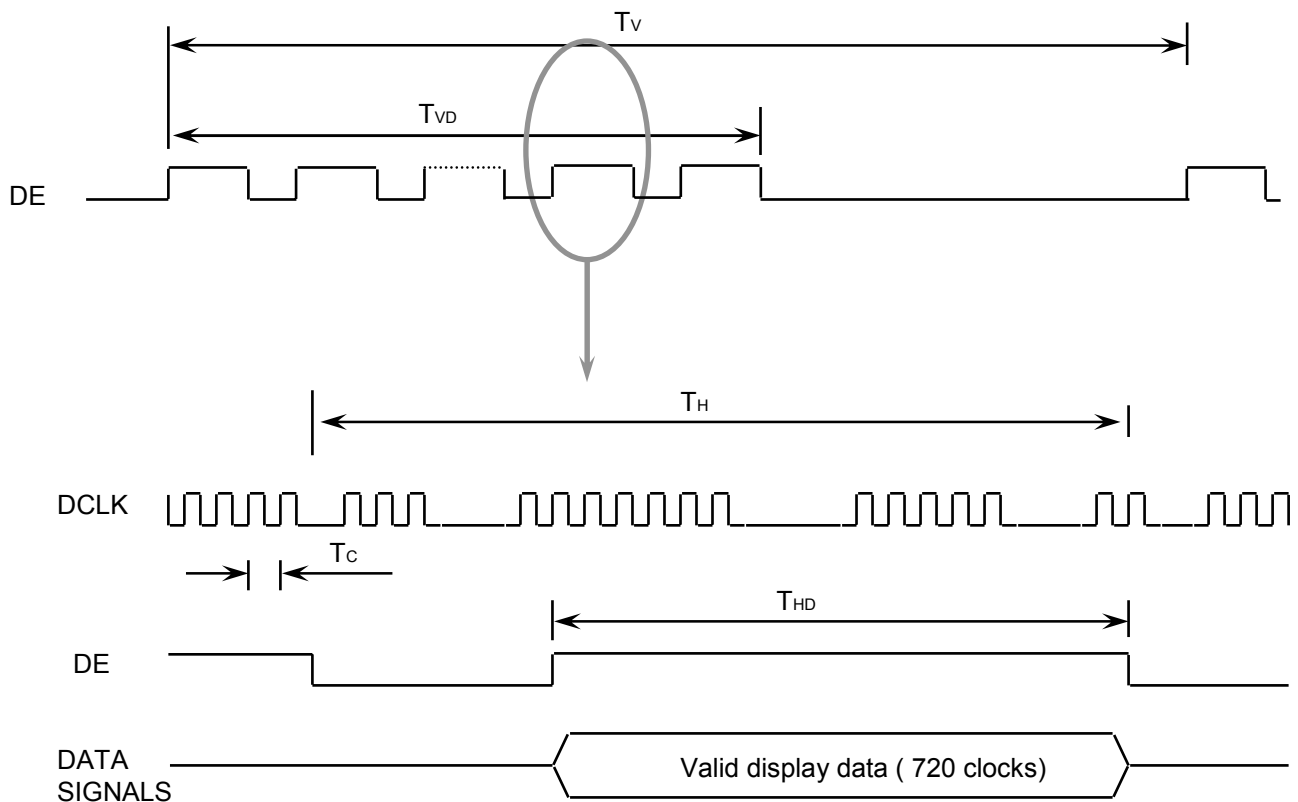 TV
TVD
DE
TH
DCLK
TC
THD
DE
DATA
SIGNALS
Valid display data ( 720 clocks)